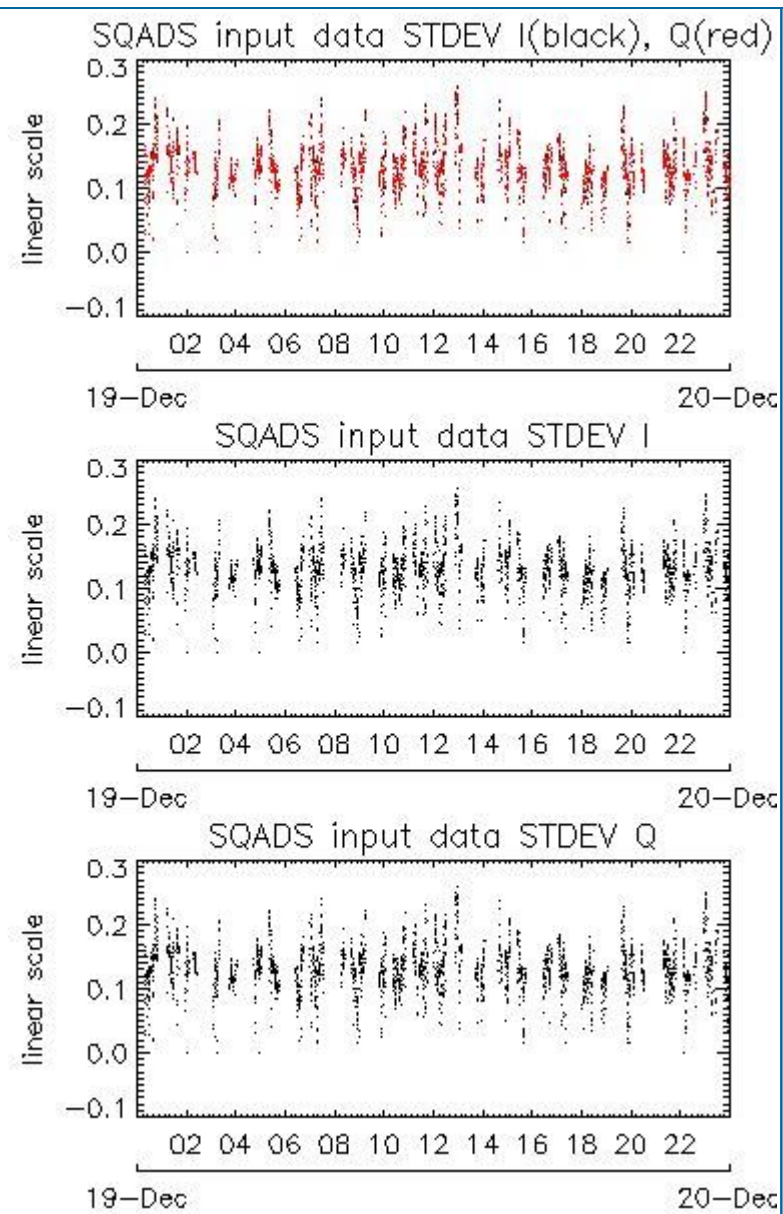 SQADS input data STDEV I(black), Q(red)
0.3
0.2
0.1
0.0
−0.1
linear scale
02 04 06 08 10 12 14 16 18 20 22
19−Dec 20−Dec
SQADS input data STDEV I
0.3
0.2
0.1
0.0
−0.1
linear scale
02 04 06 08 10 12 14 16 18 20 22
19−Dec 20−Dec
SQADS input data STDEV Q
0.3
0.2
0.1
0.0
−0.1
linear scale
02 04 06 08 10 12 14 16 18 20 22
19−Dec 20−Dec